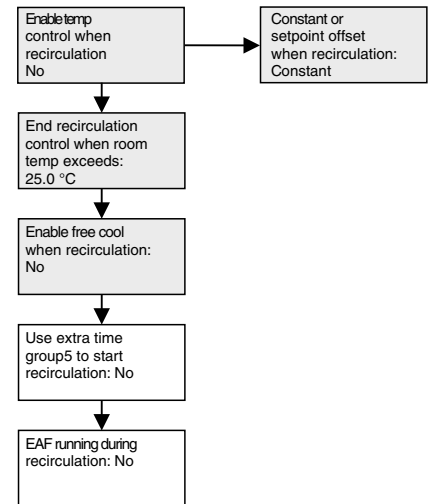 Enable temp
control when
recirculation
No
Constant or
setpoint offset
when recirculation:
Constant
End recirculation
control when room
temp exceeds:
25.0 °C
Enable free cool
when recirculation:
No
Use extra time
group5 to start
recirculation: No
EAF running during
recirculation: No